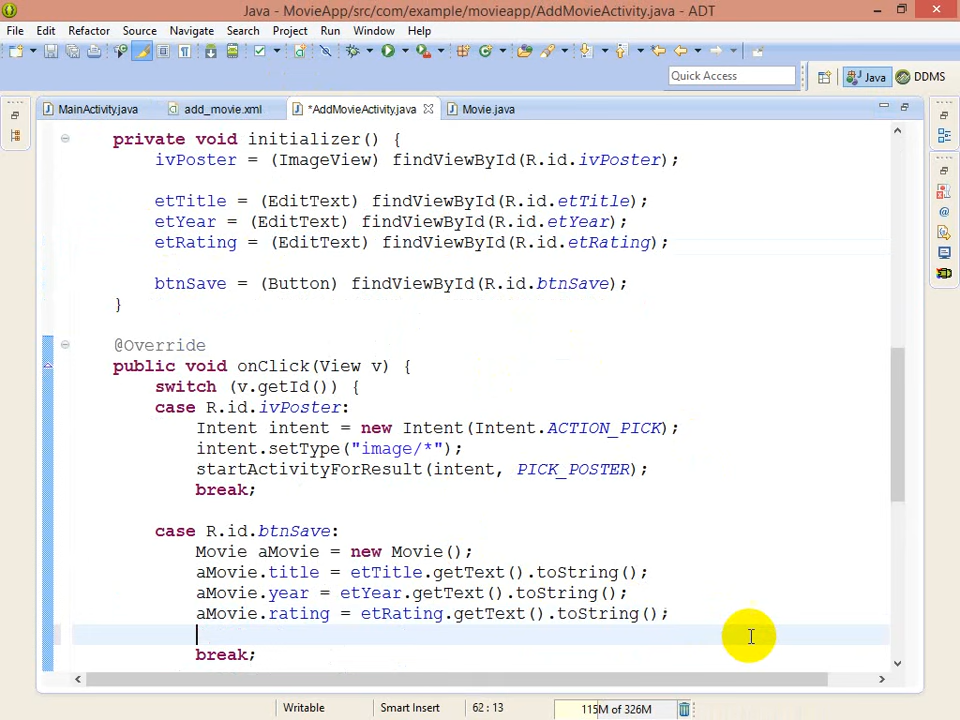 Java - MovieApp/src/com/example/movieapp/AddMovieActivity.java - ADT
File Edit Refactor Source Navigate Search Project Run Window Help
Quick Access
Java
DDMS
MainActivity.java
add_movie.xml
*AddMovieActivity.java
Movie.java
private void initializer() {
ivPoster = (ImageView) findViewById(R.id.ivPoster);
etTitle = (EditText) findViewById(R.id.etTitle);
etYear = (EditText) findViewById(R.id.etYear);
etRating = (EditText) findViewById(R.id.etRating);
btnSave = (Button) findViewById(R.id.btnSave);
}
@Override
public void onClick(View v) {
switch (v.getId()) {
case R.id.ivPoster:
Intent intent = new Intent(Intent.ACTION_PICK);
intent.setType("image/*");
startActivityForResult(intent, PICK_POSTER);
break;
case R.id.btnSave:
Movie aMovie = new Movie();
aMovie.title = etTitle.getText().toString();
aMovie.year = etYear.getText().toString();
aMovie.rating = etRating.getText().toString();
break;
Writable
Smart Insert
62 : 13
115M of 326M